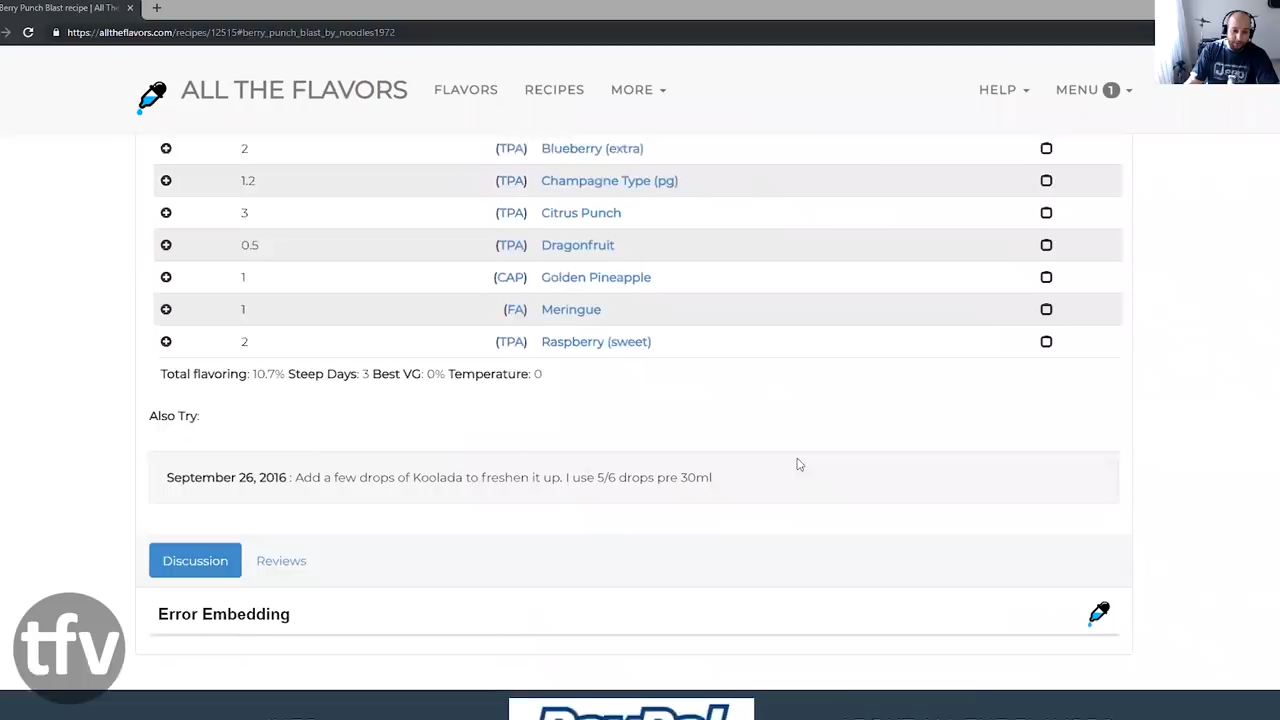 Berry Punch Blast recipe | All The
https://alltheflavors.com/recipes/12515#berry_punch_blast_by_noodles1972
ALL THE FLAVORS FLAVORS RECIPES MORE HELP MENU 1
2 (TPA) Blueberry (extra)
1.2 (TPA) Champagne Type (pg)
3 (TPA) Citrus Punch
0.5 (TPA) Dragonfruit
1 (CAP) Golden Pineapple
1 (FA) Meringue
2 (TPA) Raspberry (sweet)
Total flavoring: 10.7% Steep Days: 3 Best VG: 0% Temperature: 0
Also Try:
September 26, 2016 : Add a few drops of Koolada to freshen it up. I use 5/6 drops pre 30ml
Discussion Reviews
Error Embedding
tfv
PayPal